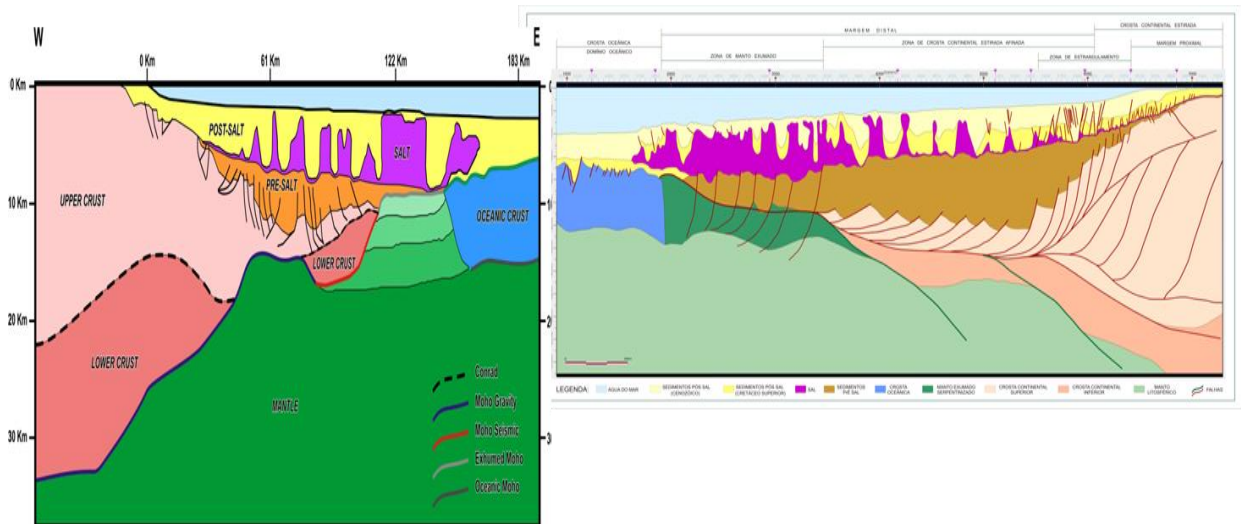 W
E
0 Km
61 Km
122 Km
183 Km
0 Km
10 Km
20 Km
30 Km
0
10
20
3
POST-SALT
SALT
PRE-SALT
UPPER CRUST
OCEANIC CRUST
LOWER CRUST
LOWER CRUST
MANTLE
Conrad
Moho Gravity
Moho Seismic
Exhumed Moho
Oceanic Moho
CROSTA CONTINENTAL ESTIRADA
MARGEM DISTAL
CROSTA OCEÂNICA
DOMÍNIO OCEÂNICO
ZONA DE MANTO EXUMADO
ZONA DE CROSTA CONTINENTAL ESTIRADA AFINADA
ZONA DE ESTRANGULAMENTO
MARGEM PROXIMAL
LEGENDA:
ÁGUA DO MAR
SEDIMENTOS PÓS SAL
(CENOZÓICO)
SEDIMENTOS PÓS SAL
(CRETÁCEO SUPERIOR)
SAL
SEDIMENTOS
PRÉ SAL
CROSTA
OCEÂNICA
MANTO EXUMADO
SERPENTINIZADO
CROSTA CONTINENTAL
SUPERIOR
CROSTA CONTINENTAL
INFERIOR
MANTO
LITOSFÉRICO
FALHAS